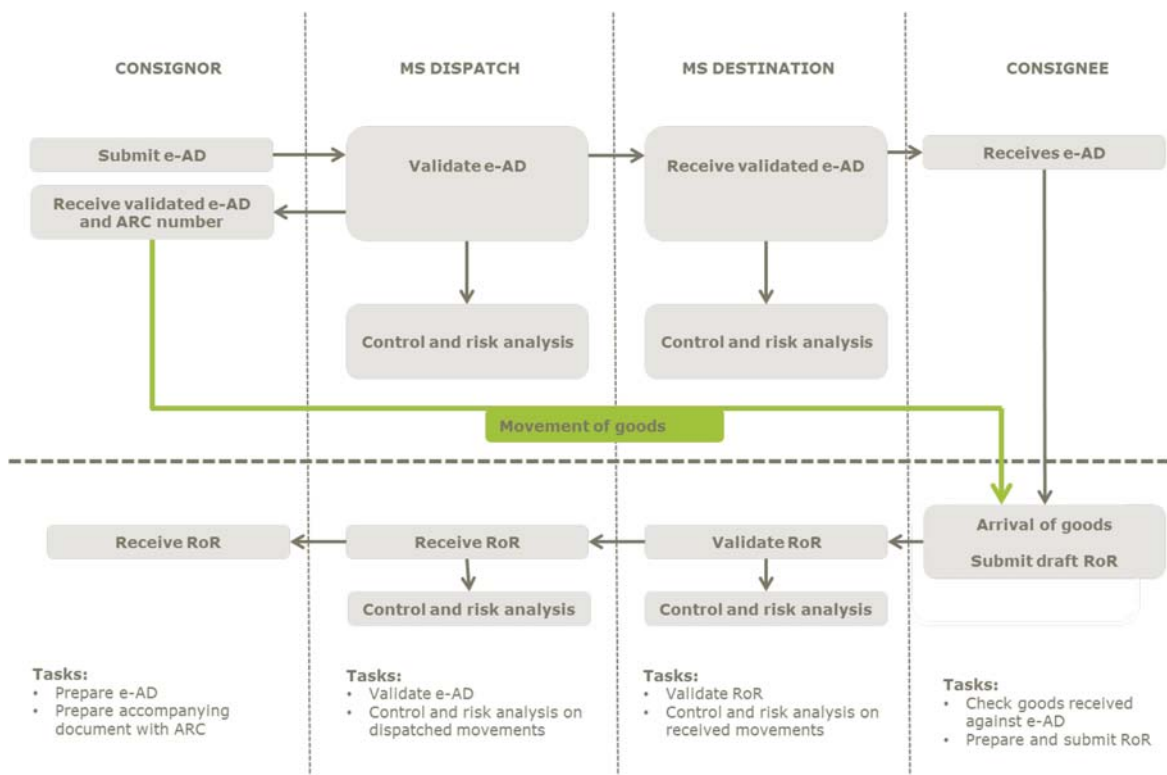 CONSIGNOR
MS DISPATCH
MS DESTINATION
CONSIGNEE
Submit e-AD
Validate e-AD
Receive validated e-AD
Receives e-AD
Receive validated e-AD
and ARC number
Control and risk analysis
Control and risk analysis
Movement of goods
Arrival of goods
Submit draft RoR
Receive RoR
Receive RoR
Validate RoR
Control and risk analysis
Control and risk analysis
Tasks:
• Prepare e-AD
• Prepare accompanying
document with ARC
Tasks:
• Validate e-AD
• Control and risk analysis on
dispatched movements
Tasks:
• Validate RoR
• Control and risk analysis on
received movements
Tasks:
• Check goods received
against e-AD
• Prepare and submit RoR